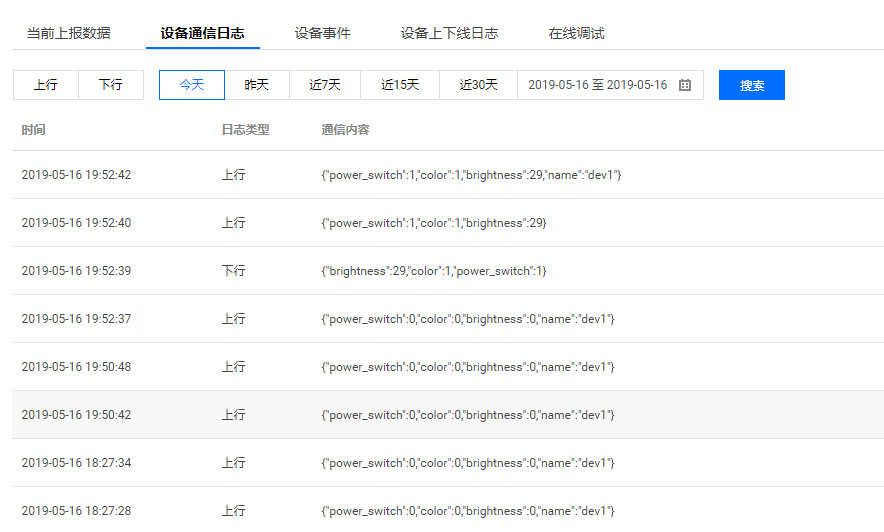 当前上报数据 设备通信日志 设备事件 设备上下线日志 在线调试
上行 下行 今天 昨天 近7天 近15天 近30天 2019-05-16 至 2019-05-16 搜索
时间 日志类型 通信内容
2019-05-16 19:52:42 上行 {"power_switch":1,"color":1,"brightness":29,"name":"dev1"}
2019-05-16 19:52:40 上行 {"power_switch":1,"color":1,"brightness":29}
2019-05-16 19:52:39 下行 {"brightness":29,"color":1,"power_switch":1}
2019-05-16 19:52:37 上行 {"power_switch":0,"color":0,"brightness":0,"name":"dev1"}
2019-05-16 19:50:48 上行 {"power_switch":0,"color":0,"brightness":0,"name":"dev1"}
2019-05-16 19:50:42 上行 {"power_switch":0,"color":0,"brightness":0,"name":"dev1"}
2019-05-16 18:27:34 上行 {"power_switch":0,"color":0,"brightness":0,"name":"dev1"}
2019-05-16 18:27:28 上行 {"power_switch":0,"color":0,"brightness":0,"name":"dev1"}